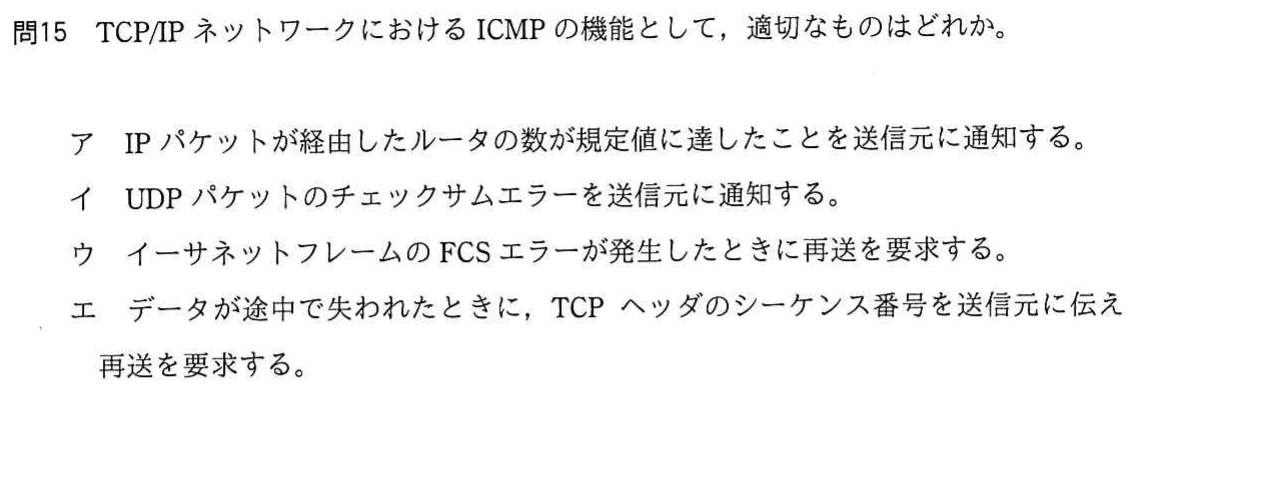 問15 TCP/IP ネットワークにおける ICMP の機能として，適切なものはどれか。
ア IP パケットが経由したルータの数が規定値に達したことを送信元に通知する。
イ UDP パケットのチェックサムエラーを送信元に通知する。
ウ イーサネットフレームの FCS エラーが発生したときに再送を要求する。
エ データが途中で失われたときに，TCP ヘッダのシーケンス番号を送信元に伝え
再送を要求する。